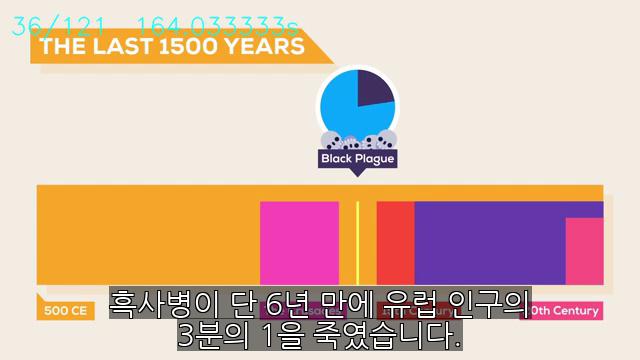 36/121 164.033333s
THE LAST 1500 YEARS
Black Plague
500 CE
흑사병이 단 6년 만에 유럽 인구의
3분의 1을 죽였습니다.
Century